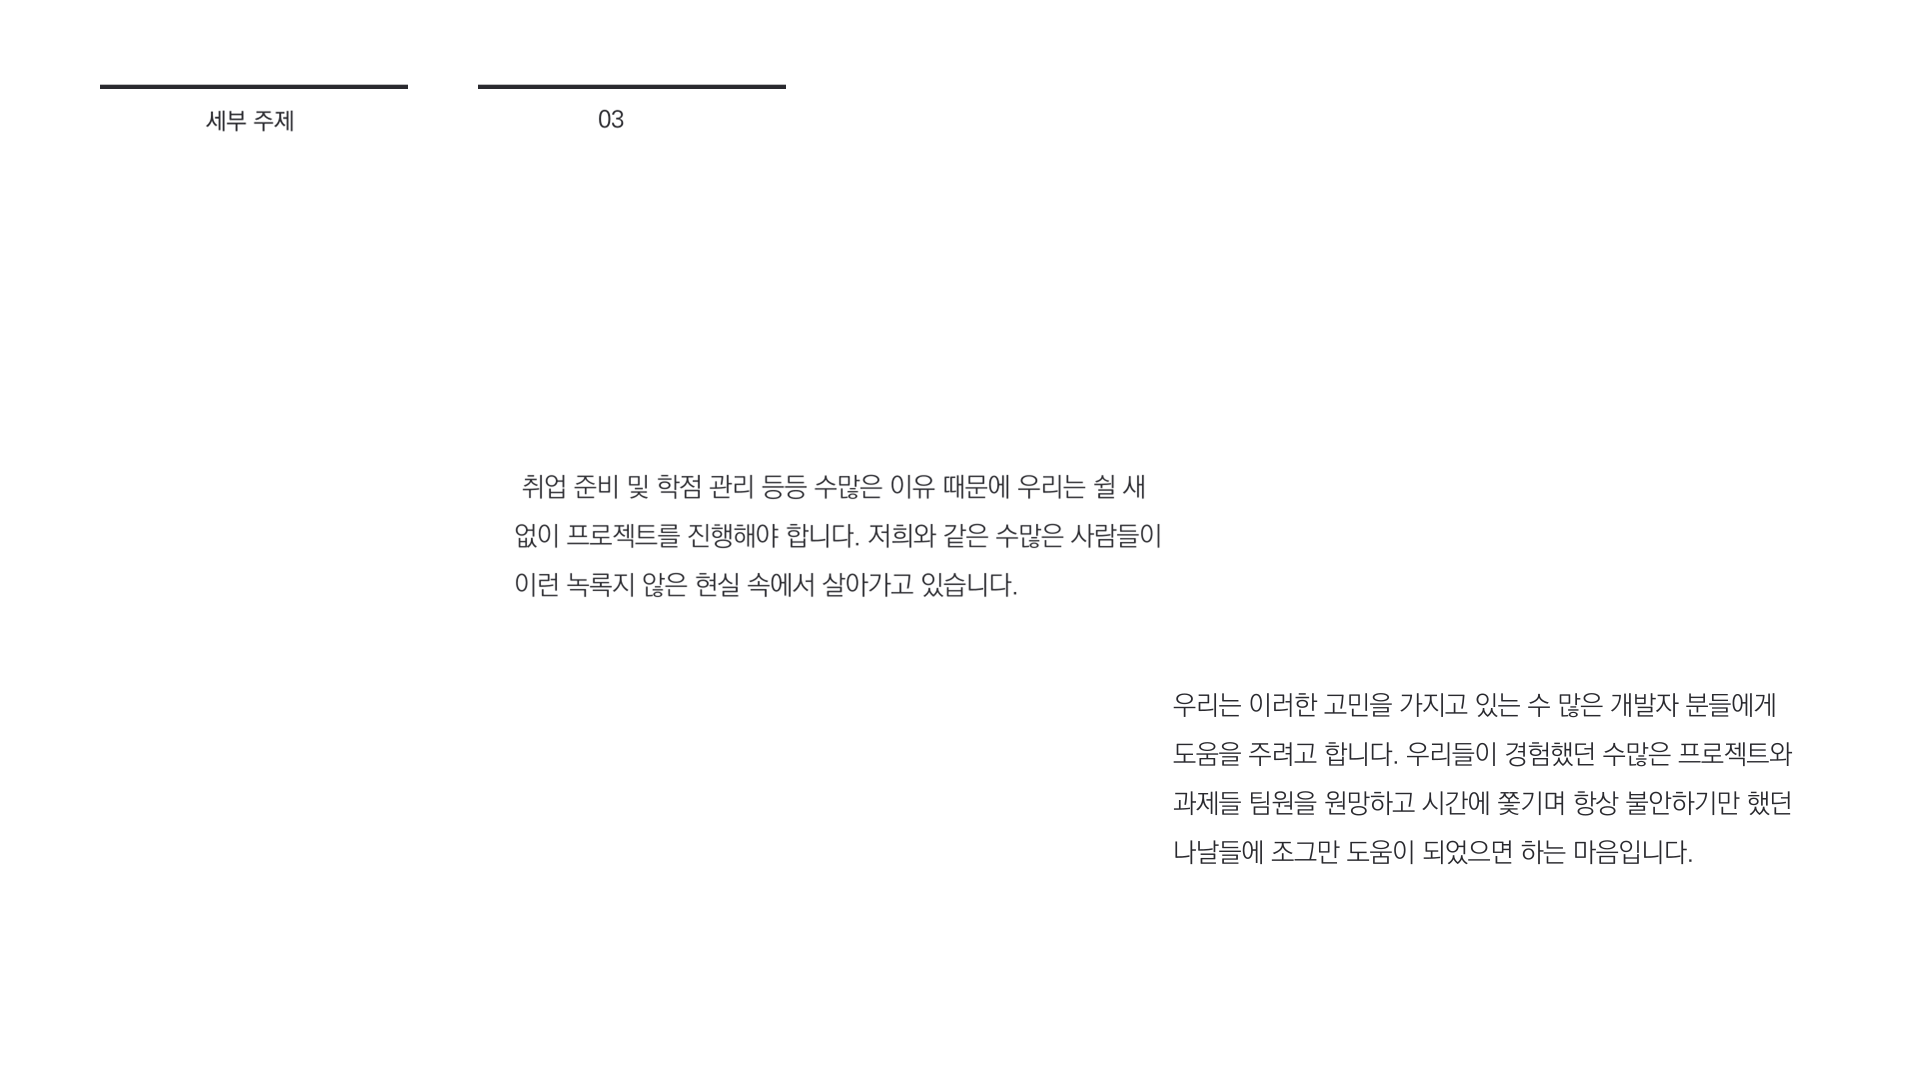 세부 주제
03
취업 준비 및 학점 관리 등등 수많은 이유 때문에 우리는 쉴 새
없이 프로젝트를 진행해야 합니다. 저희와 같은 수많은 사람들이
이런 녹록지 않은 현실 속에서 살아가고 있습니다.
우리는 이러한 고민을 가지고 있는 수 많은 개발자 분들에게
도움을 주려고 합니다. 우리들이 경험했던 수많은 프로젝트와
과제들 팀원을 원망하고 시간에 쫓기며 항상 불안하기만 했던
나날들에 조그만 도움이 되었으면 하는 마음입니다.